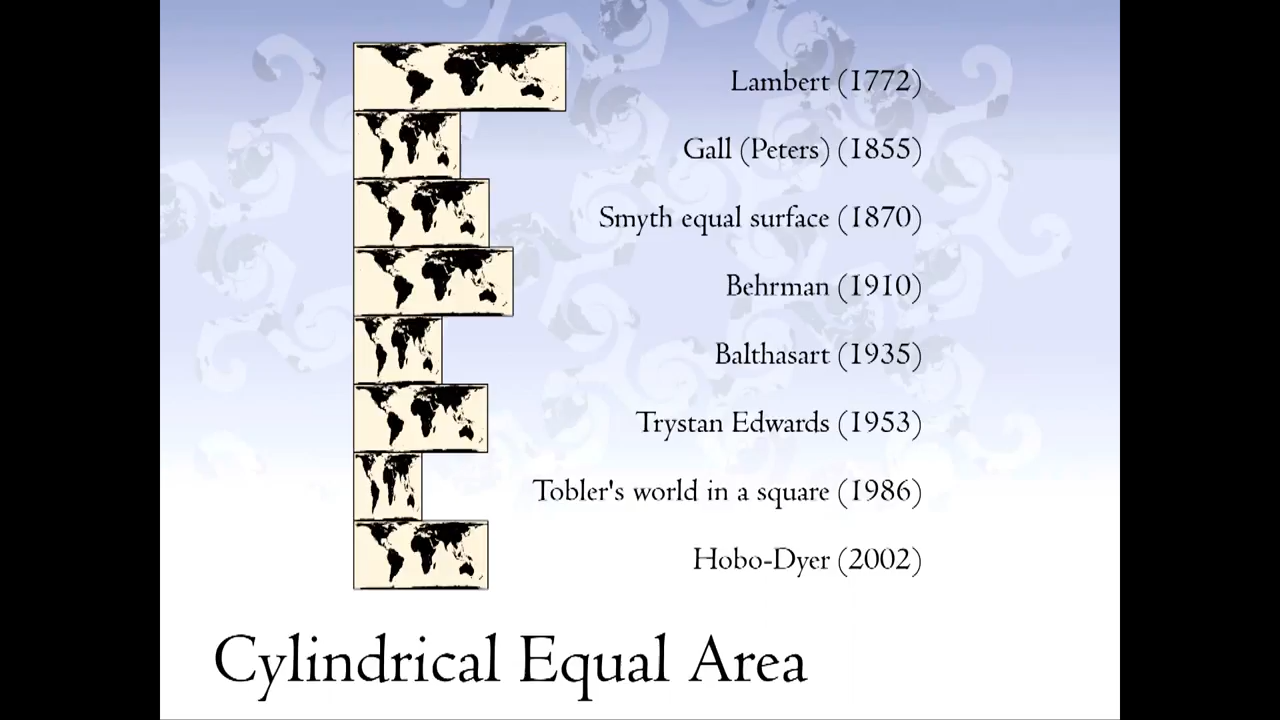 Lambert (1772)
Gall (Peters) (1855)
Smyth equal surface (1870)
Behrman (1910)
Balthasart (1935)
Trystan Edwards (1953)
Tobler's world in a square (1986)
Hobo-Dyer (2002)
Cylindrical Equal Area